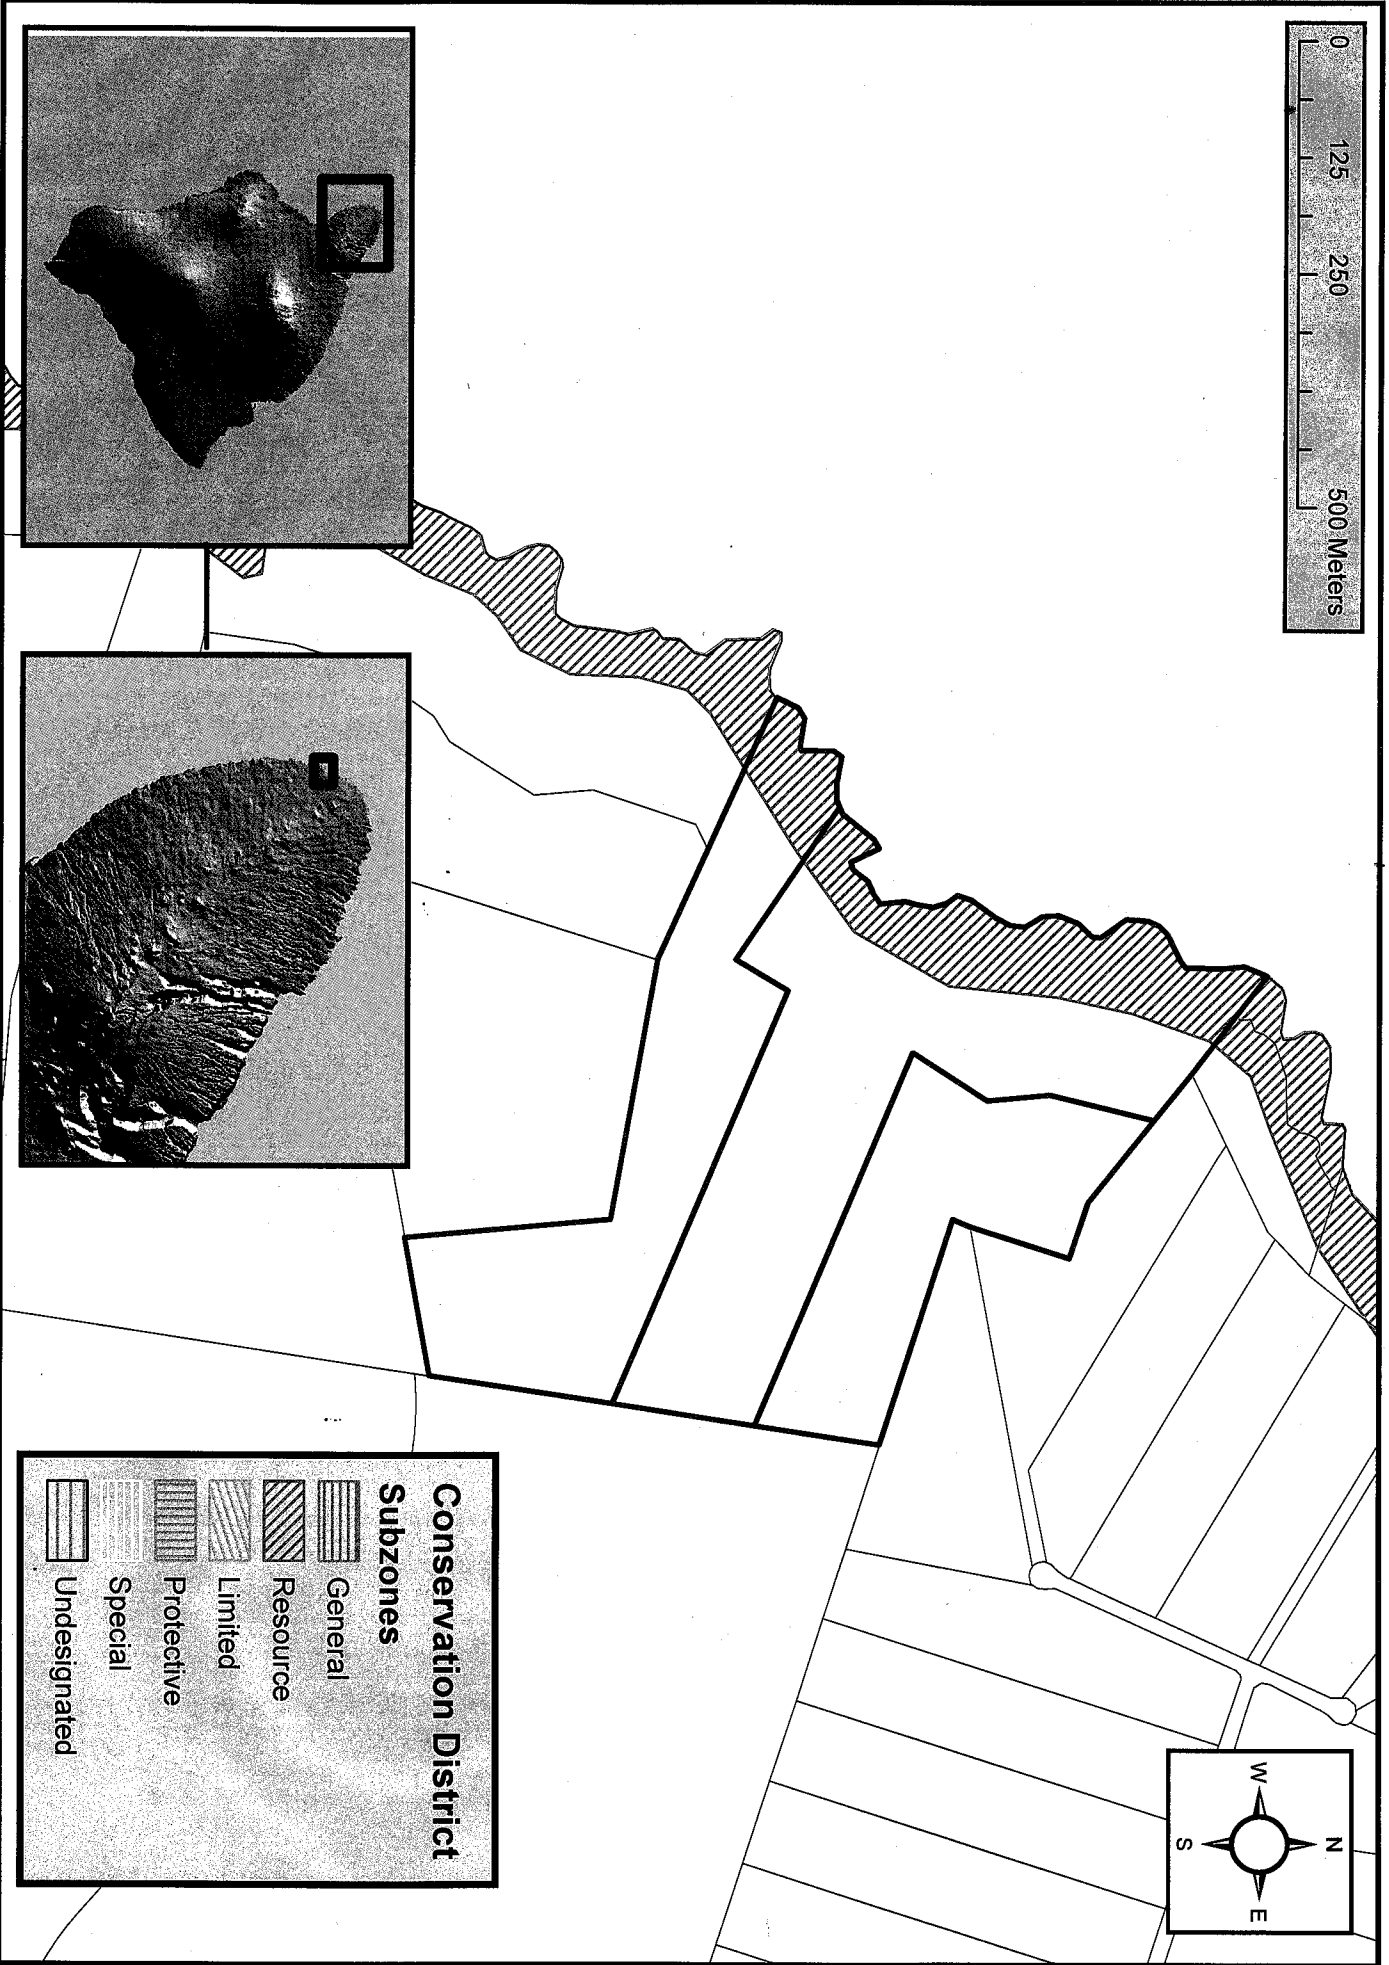 0 125 250 500 Meters
N
W E
S
Conservation District
Subzones
General
Resource
Limited
Protective
Special
Undesignated